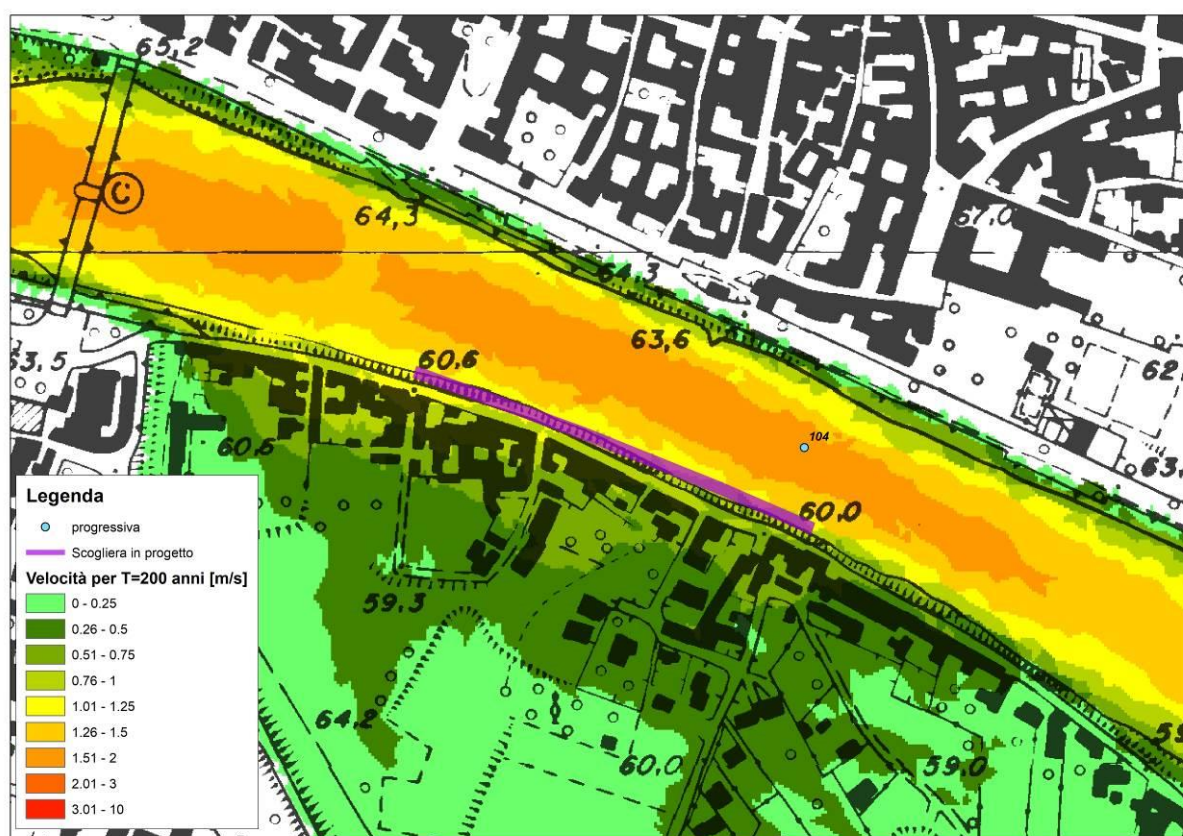 65,2
C
64,3
64,3
67,0
63,5
60,6
63,6
62,
104
60,0
63,
60,5
59,3
64,2
60,0
59,0
59
Legenda
progressiva
Scogliera in progetto
Velocità per T=200 anni [m/s]
0 - 0.25
0.26 - 0.5
0.51 - 0.75
0.76 - 1
1.01 - 1.25
1.26 - 1.5
1.51 - 2
2.01 - 3
3.01 - 10